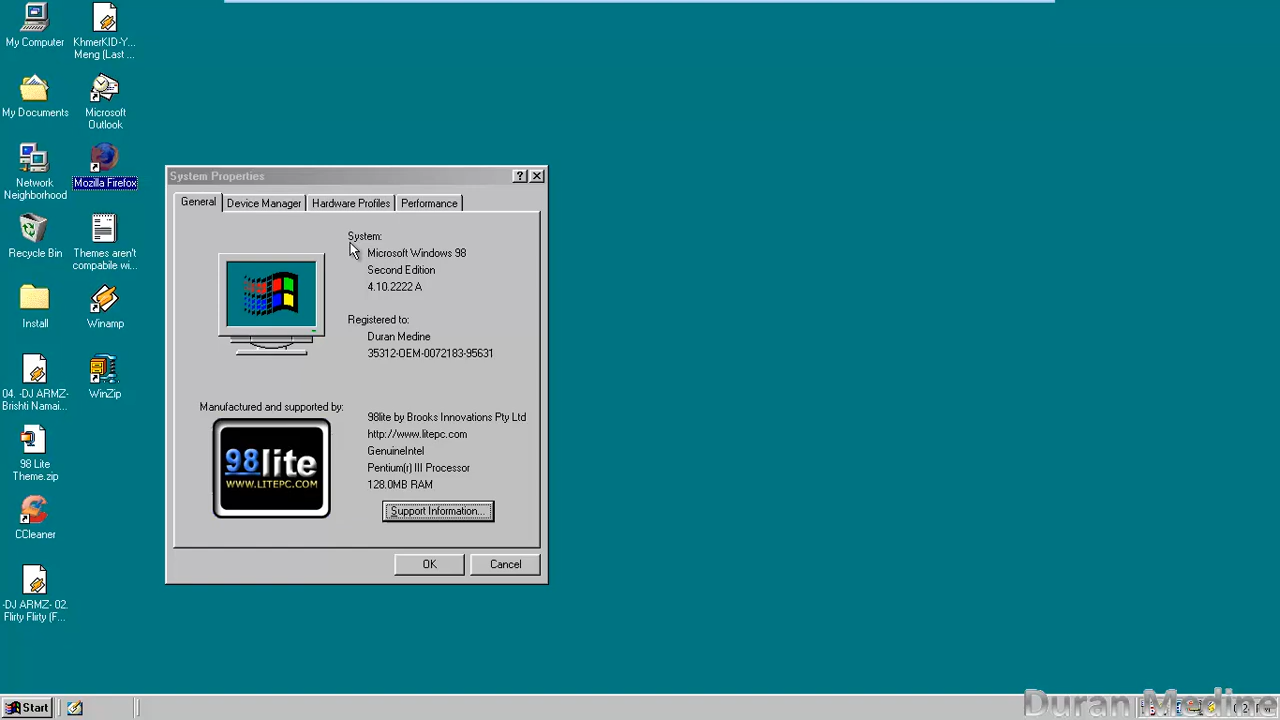 My Computer
KhmerKID-Y...
Meng (Last ...
My Documents
Microsoft
Outlook
Network
Neighborhood
Mozilla Firefox
Recycle Bin
Themes aren't
compabile wi...
Install
Winamp
04. -DJ ARMZ-
Brishti Namai...
WinZip
98 Lite
Theme.zip
CCleaner
-DJ ARMZ- 02.
Flirty Flirty (F...
System Properties
General
Device Manager
Hardware Profiles
Performance
System:
Microsoft Windows 98
Second Edition
4.10.2222 A
Registered to:
Duran Medine
35312-OEM-0072183-95631
Manufactured and supported by:
98lite
WWW.LITEPC.COM
98lite by Brooks Innovations Pty Ltd
http://www.litepc.com
GenuineIntel
Pentium(r) III Processor
128.0MB RAM
Support Information...
OK
Cancel
Start
Duran Medine